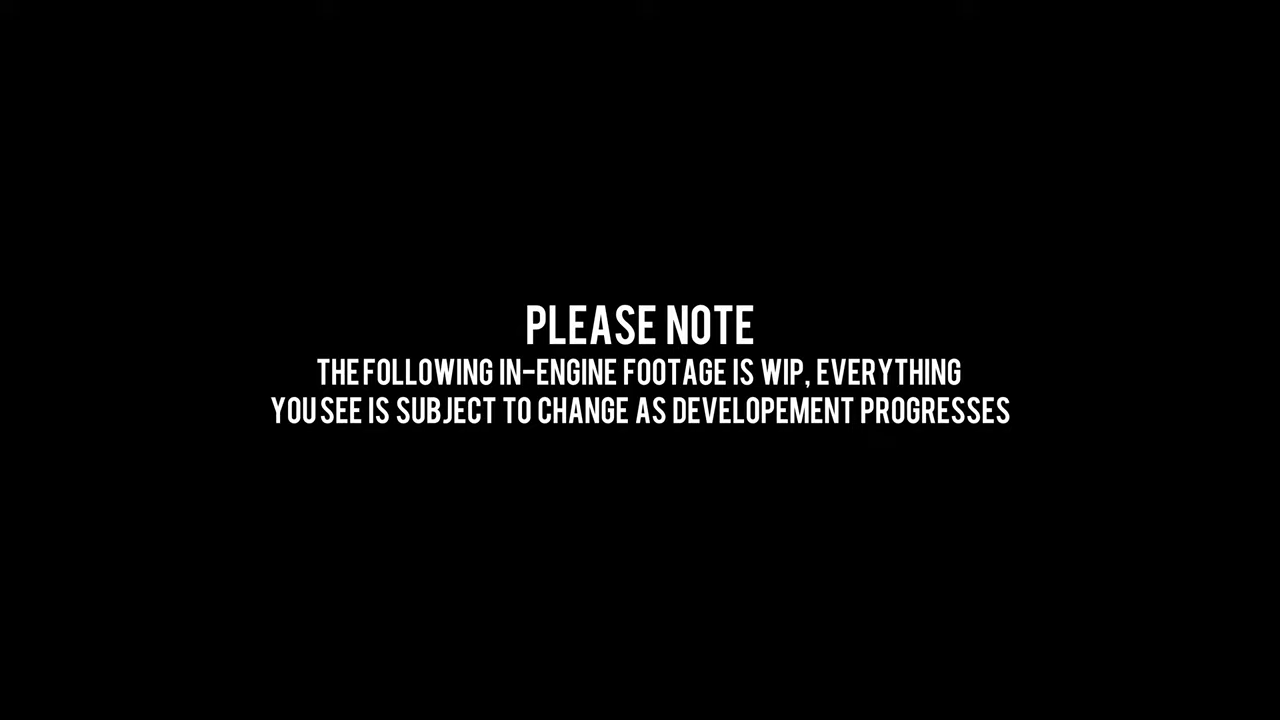 PLEASE NOTE
THE FOLLOWING IN-ENGINE FOOTAGE IS WIP, EVERYTHING
YOU SEE IS SUBJECT TO CHANGE AS DEVELOPEMENT PROGRESSES